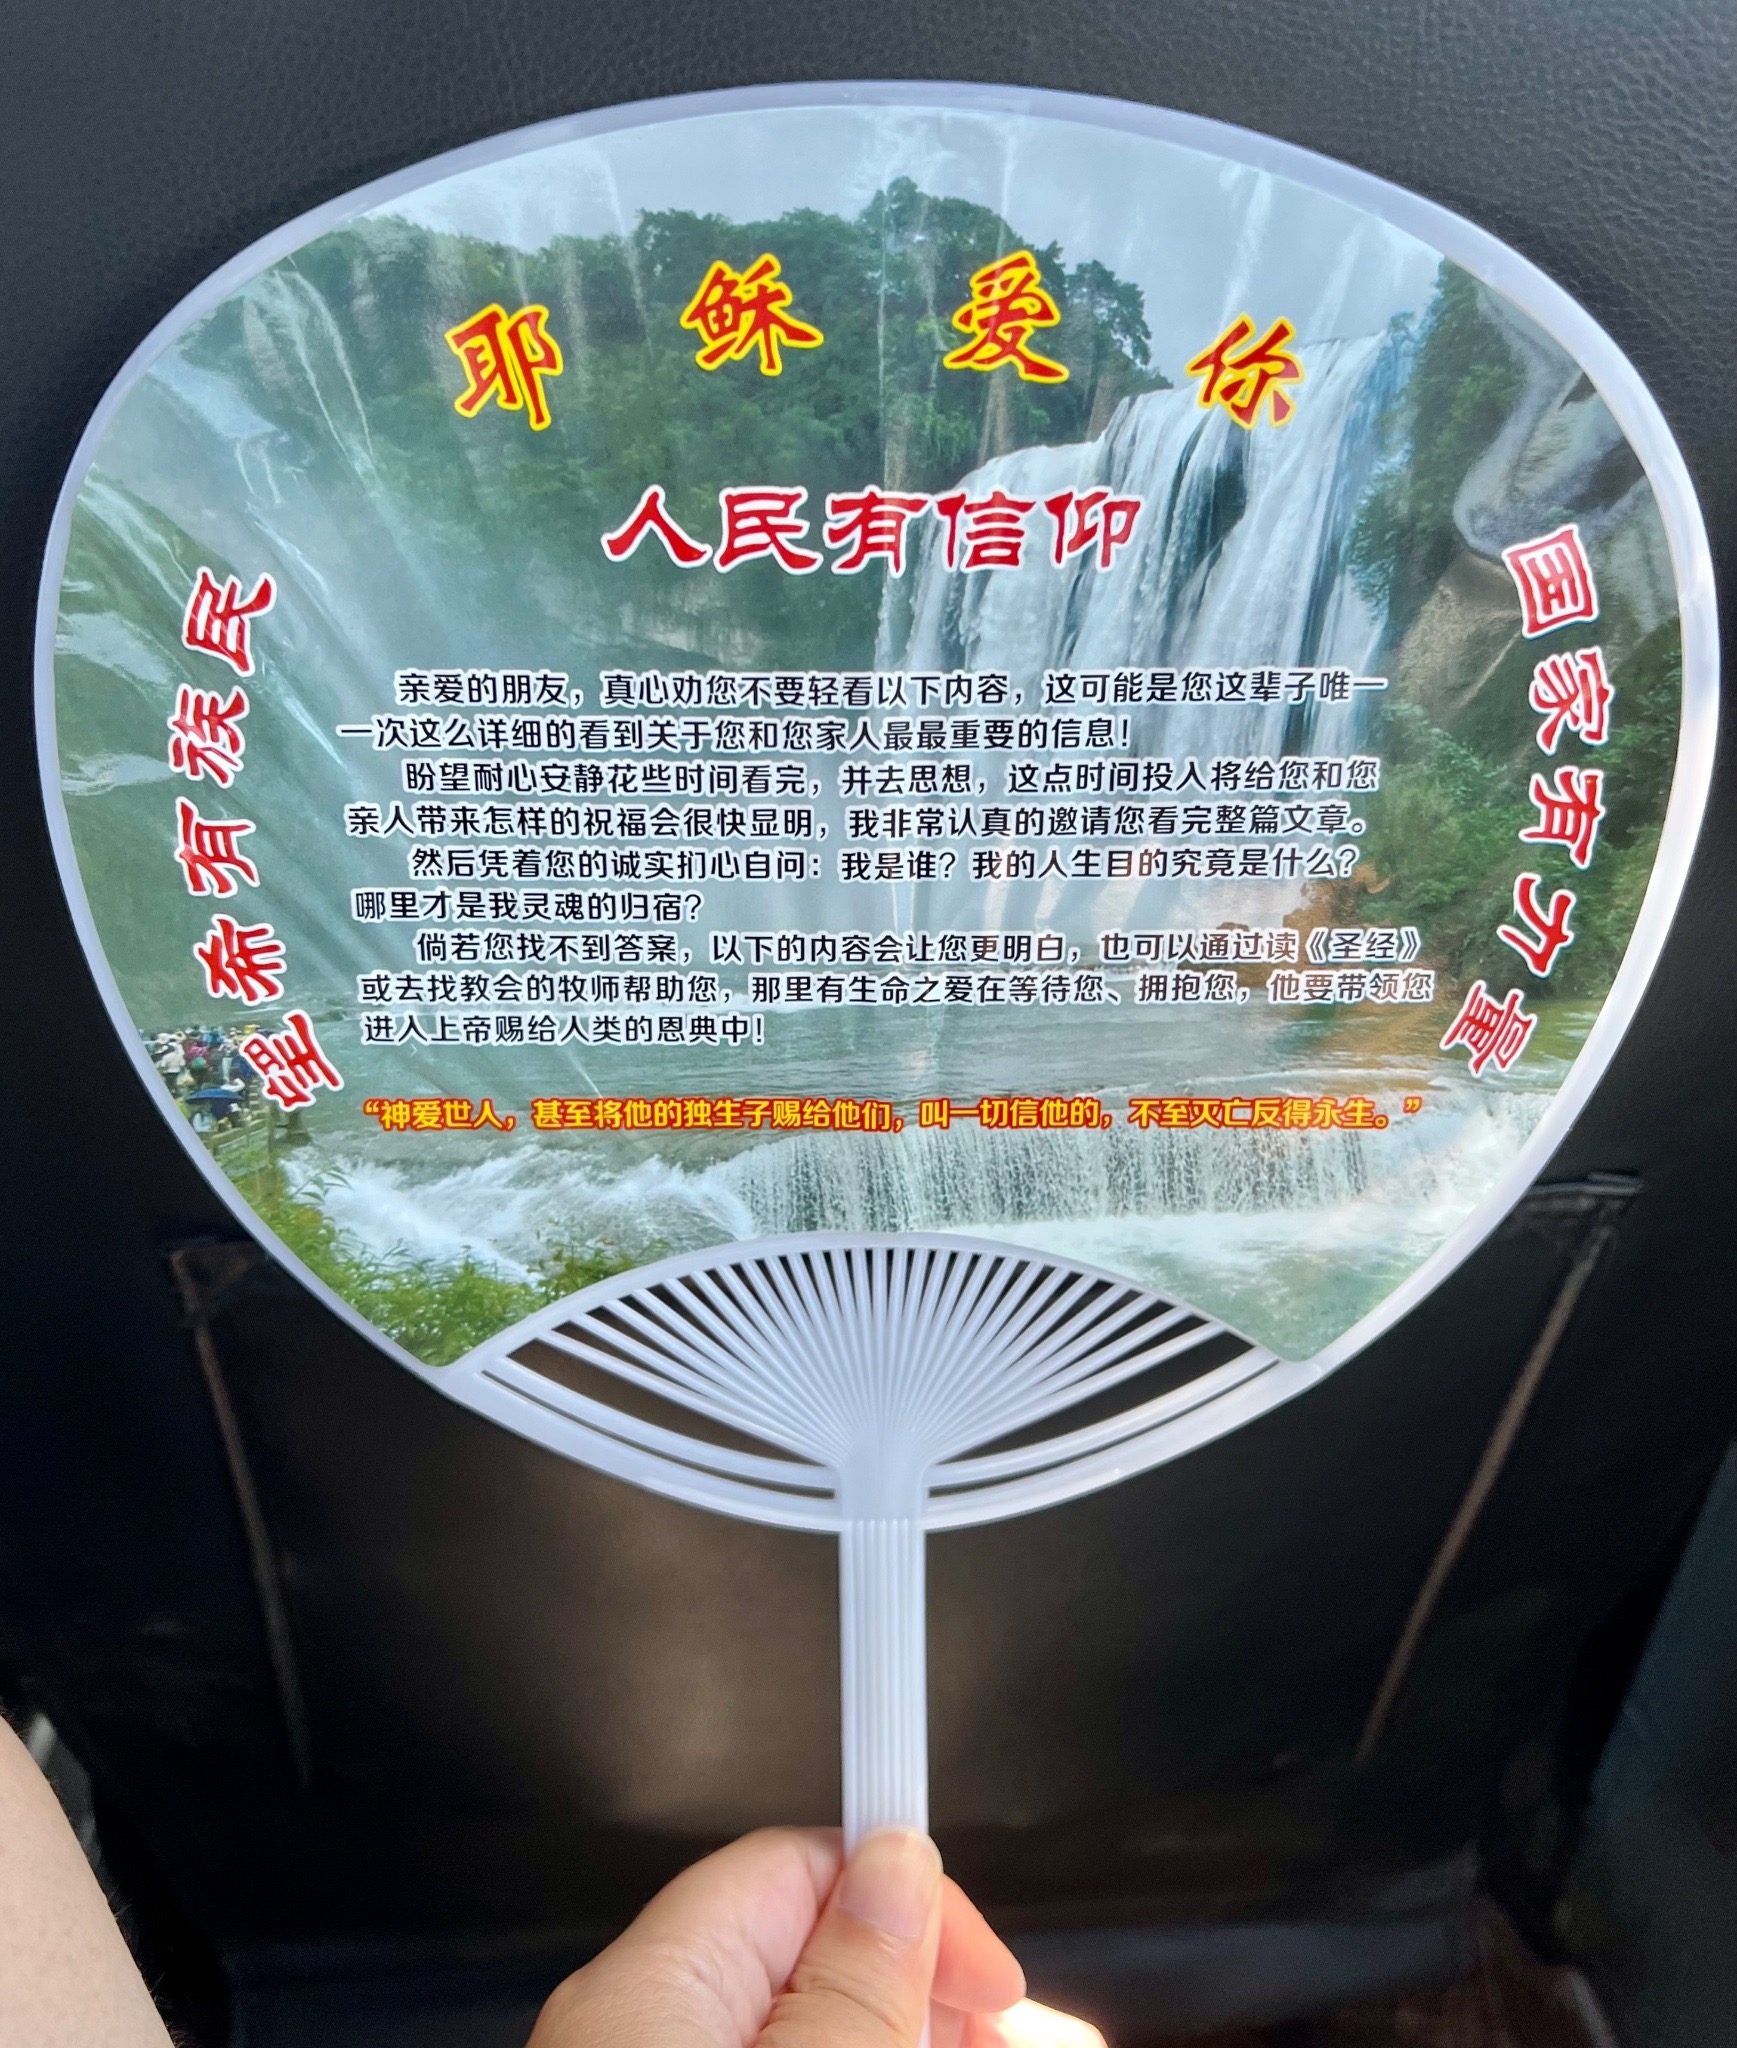 耶稣爱你
人民有信仰
民族有希望
国家有力量
亲爱的朋友，真心劝您不要轻看以下内容，这可能是您这辈子唯一
一次这么详细的看到关于您和您家人最最重要的信息！
盼望耐心安静花些时间看完，并去思想，这点时间投入将给您和您
亲人带来怎样的祝福会很快显明，我非常认真的邀请您看完整篇文章。
然后凭着您的诚实扪心自问：我是谁？我的人生目的究竟是什么？
哪里才是我灵魂的归宿？
倘若您找不到答案，以下的内容会让您更明白，也可以通过读《圣经》
或去找教会的牧师帮助您，那里有生命之爱在等待您、拥抱您，他要带领您
进入上帝赐给人类的恩典中！
“神爱世人，甚至将他的独生子赐给他们，叫一切信他的，不至灭亡反得永生。”